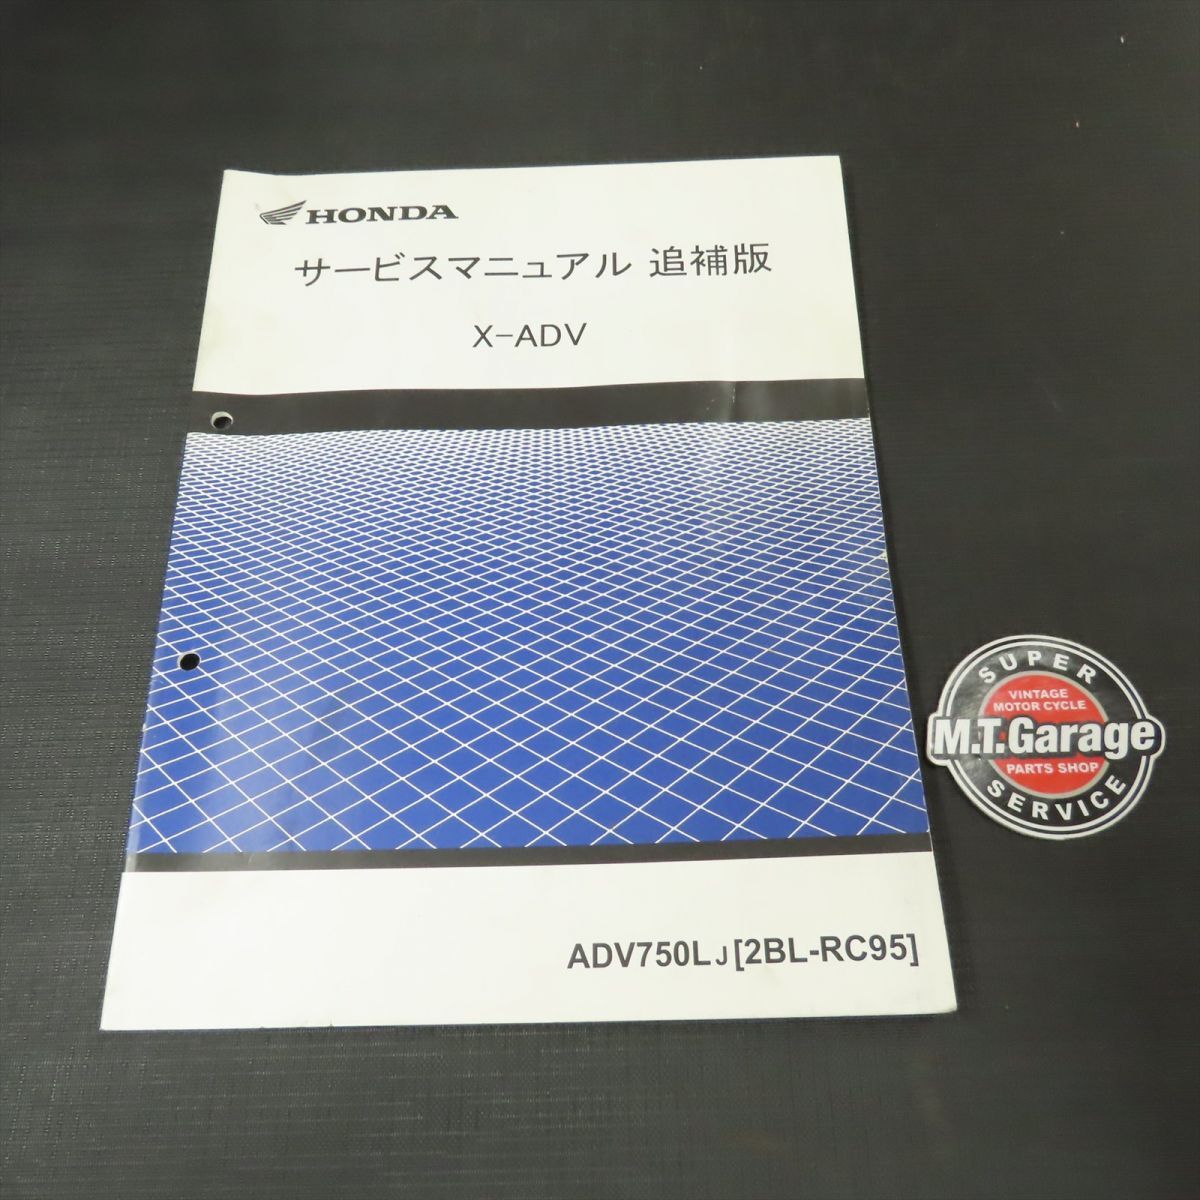 HONDA
サービスマニュアル 追補版
X-ADV
ADV750LJ[2BL-RC95]
SUPER
VINTAGE
MOTOR CYCLE
M.T.Garage
PARTS SHOP
SERVICE